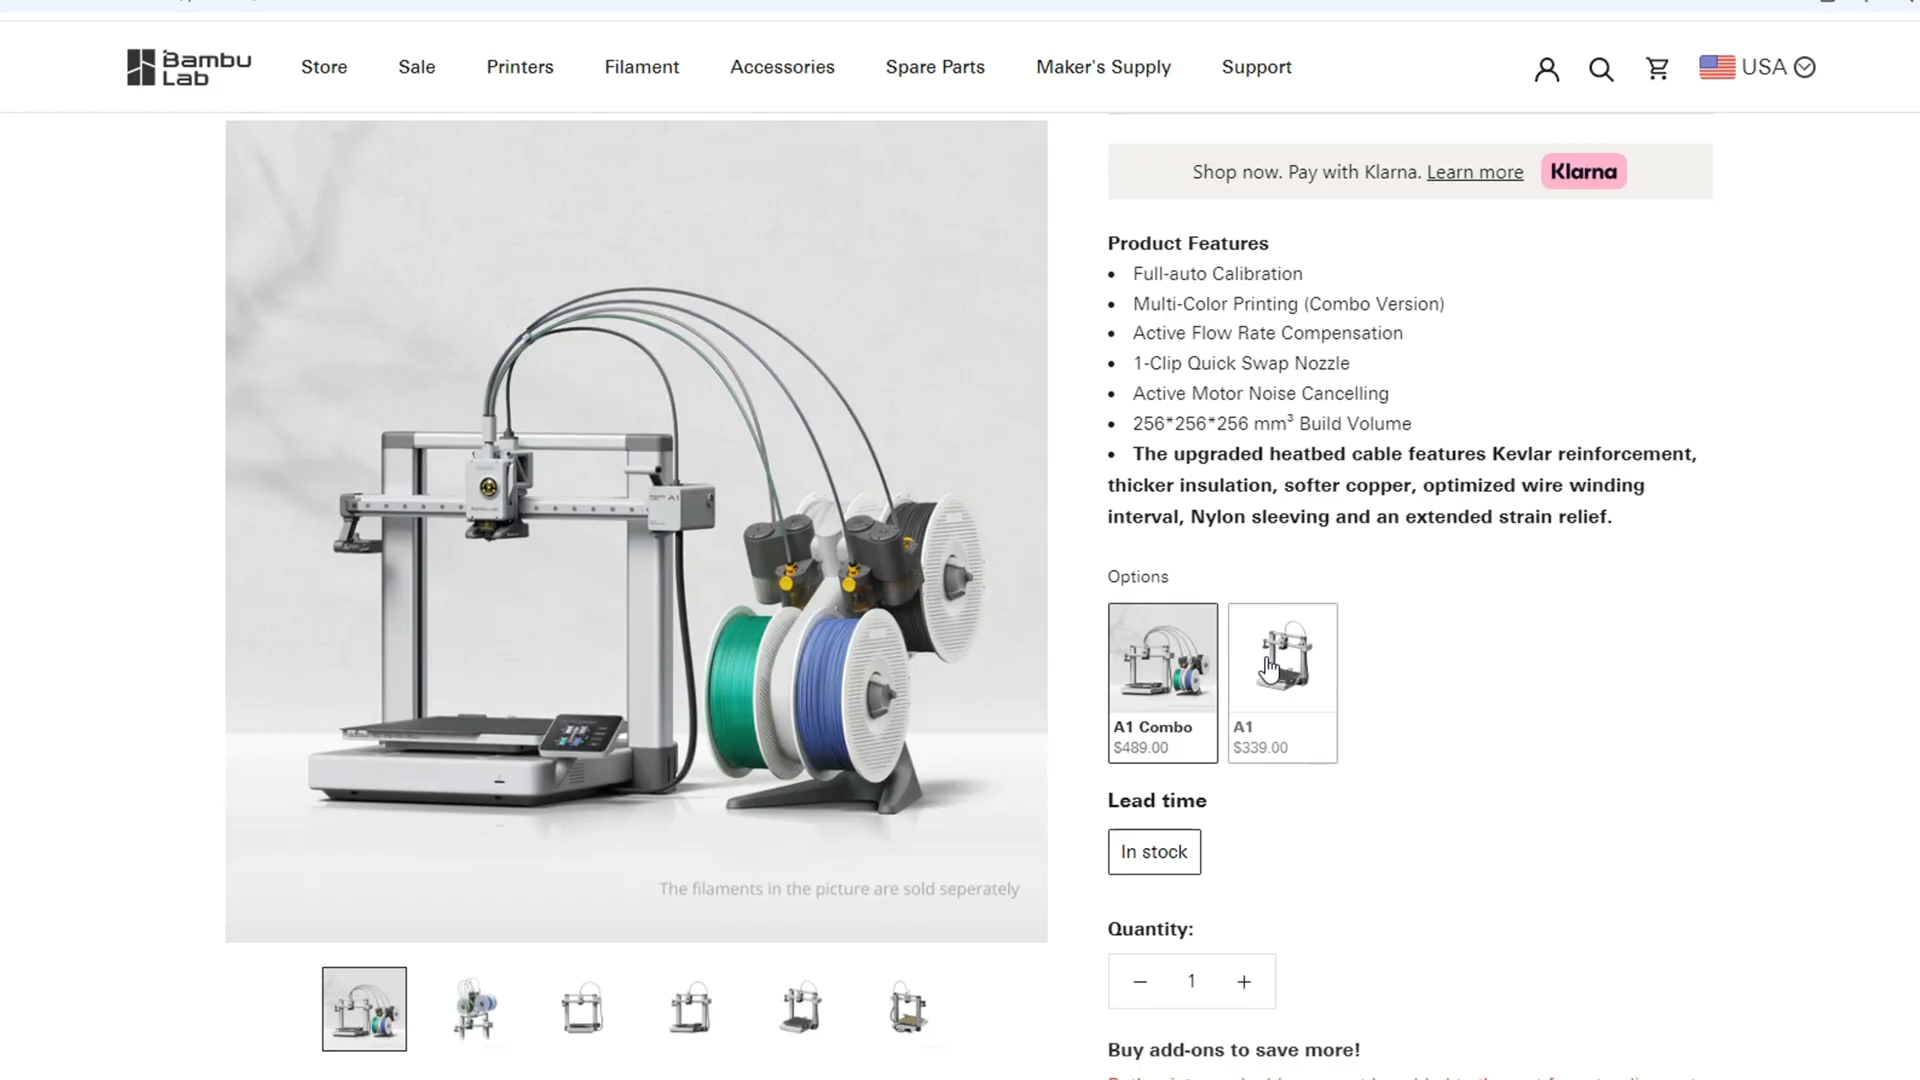 Bambu
Lab
Store
Sale
Printers
Filament
Accessories
Spare Parts
Maker's Supply
Support
USA
Shop now. Pay with Klarna. Learn more
Klarna
Product Features
• Full-auto Calibration
• Multi-Color Printing (Combo Version)
• Active Flow Rate Compensation
• 1-Clip Quick Swap Nozzle
• Active Motor Noise Cancelling
• 256*256*256 mm³ Build Volume
• The upgraded heatbed cable features Kevlar reinforcement,
thicker insulation, softer copper, optimized wire winding
interval, Nylon sleeving and an extended strain relief.
A1
The filaments in the picture are sold seperately
Options
A1 Combo
$489.00
A1
$339.00
Lead time
In stock
Quantity:
− 1 +
Buy add-ons to save more!